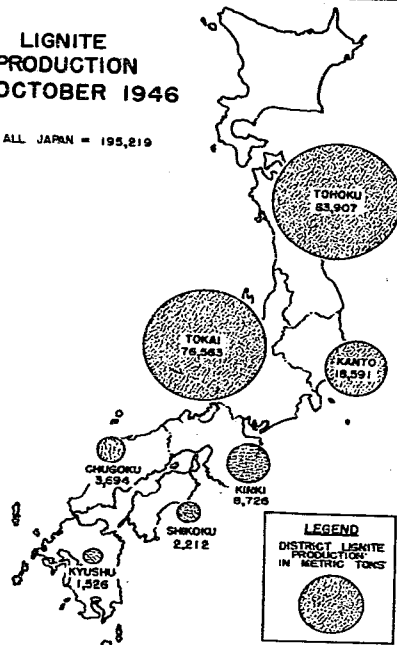 LIGNITE
PRODUCTION
OCTOBER 1946
ALL JAPAN = 195,219
TOHOKU
83,907
TOKAI
76,563
KANTO
18,591
CHUGOKU
3,694
KINKI
8,726
SHIKOKU
2,212
KYUSHU
1,526
LEGEND
DISTRICT LIGNITE
PRODUCTION
IN METRIC TONS